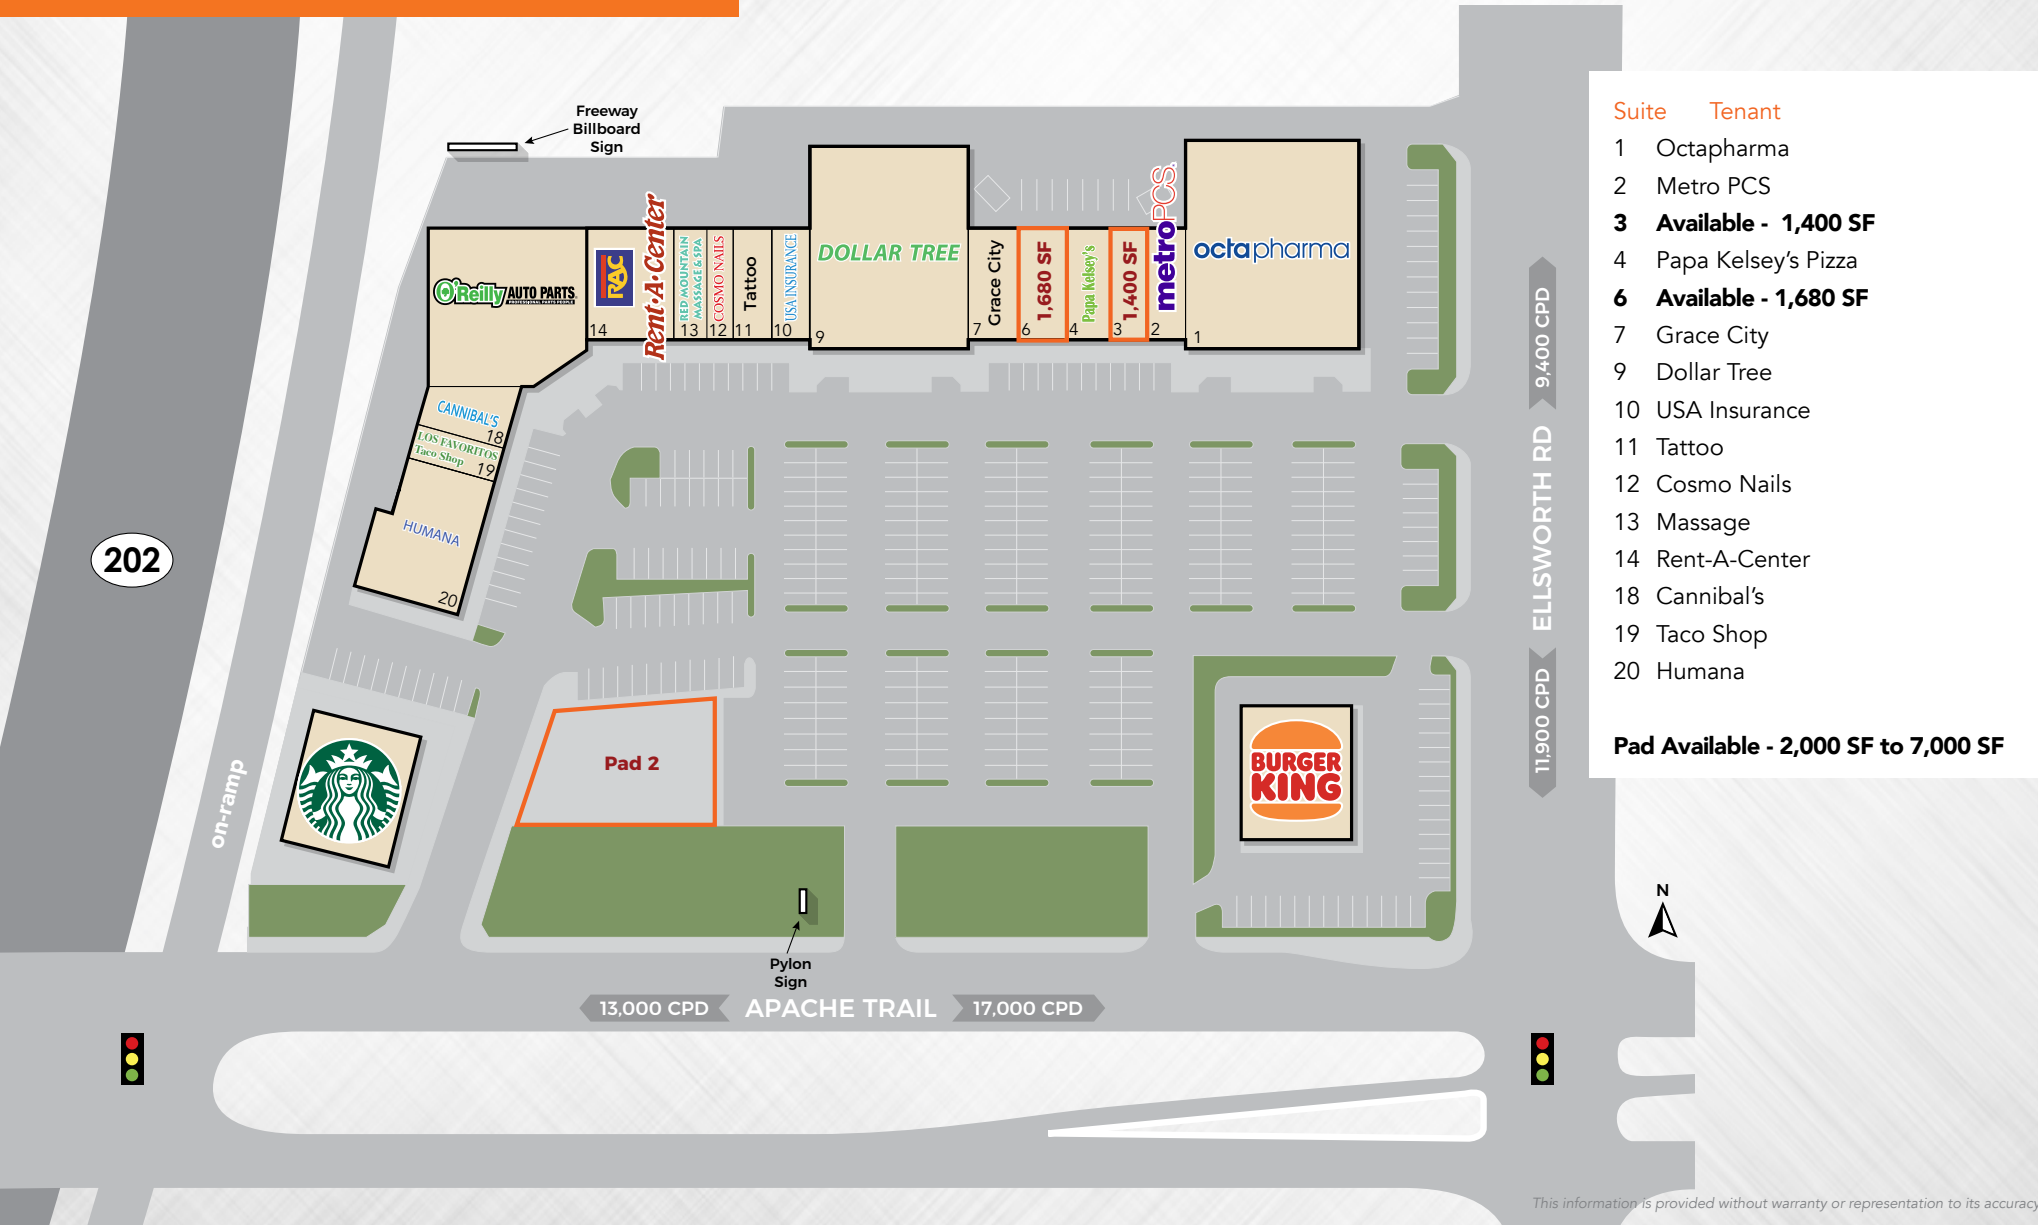 Freeway
Billboard
Sign
O'Reilly AUTO PARTS
PROFESSIONAL PARTS PEOPLE
RAC
14
Rent-A-Center
RED MOUNTAIN
MASSAGE & SPA
13
COSMO NAILS
12
Tattoo
11
USA INSURANCE
10
DOLLAR TREE
9
Grace City
7
1,680 SF
6
Papa Kelsey's
4
1,400 SF
3
metroPCS.
2
octapharma
1
CANNIBAL'S
18
LOS FAVORITOS
Taco Shop
19
HUMANA
20
202
on-ramp
Pad 2
BURGER
KING
Pylon
Sign
13,000 CPD APACHE TRAIL 17,000 CPD
9,400 CPD
ELLSWORTH RD
11,900 CPD
Suite Tenant
1 Octapharma
2 Metro PCS
3 Available - 1,400 SF
4 Papa Kelsey's Pizza
6 Available - 1,680 SF
7 Grace City
9 Dollar Tree
10 USA Insurance
11 Tattoo
12 Cosmo Nails
13 Massage
14 Rent-A-Center
18 Cannibal's
19 Taco Shop
20 Humana
Pad Available - 2,000 SF to 7,000 SF
N
This information is provided without warranty or representation to its accuracy